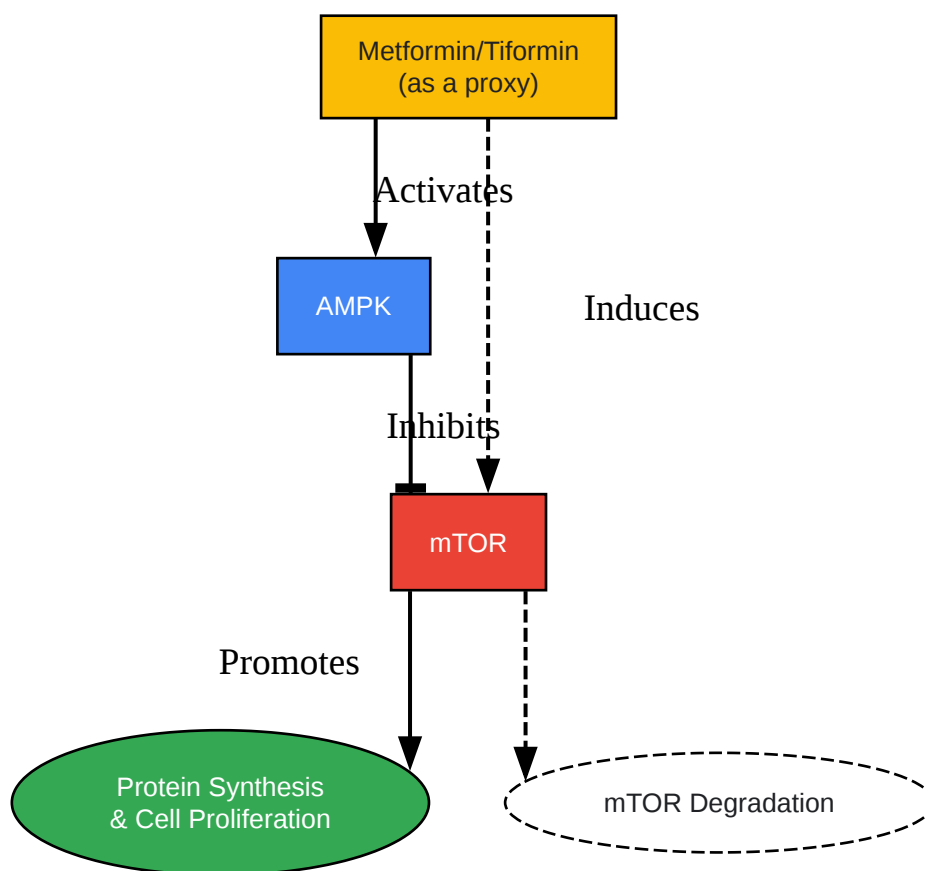 Metformin/Tiformin
(as a proxy)
Activates
AMPK
Induces
Inhibits
mTOR
Promotes
Protein Synthesis
& Cell Proliferation
mTOR Degradation